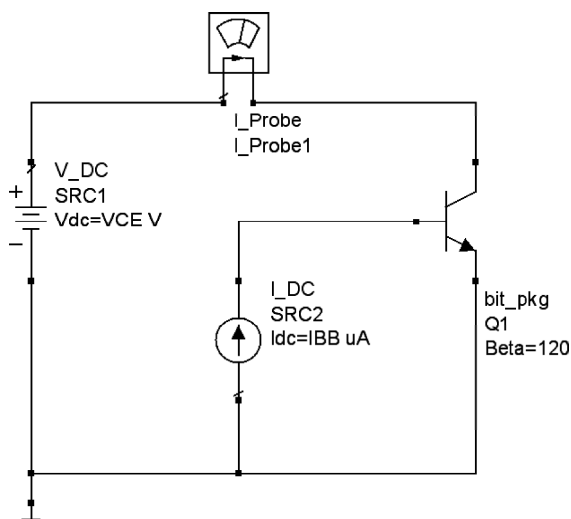 I_Probe
I_Probe1
V_DC
SRC1
Vdc=VCE V
+
I_DC
SRC2
Idc=IBB uA
bit_pkg
Q1
Beta=120